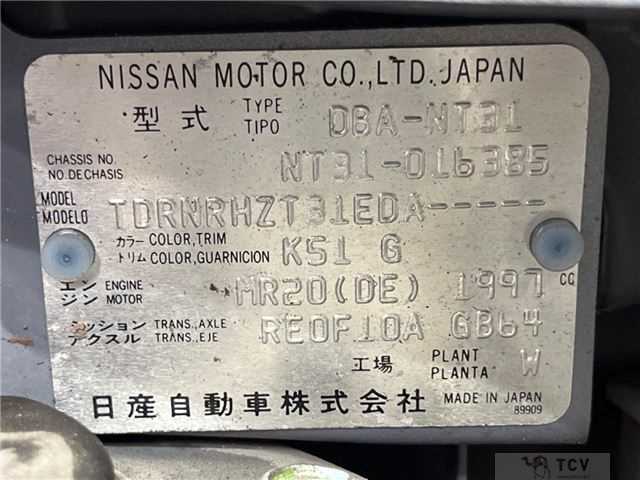 NISSAN MOTOR CO.,LTD. JAPAN
型式 TYPE TIPO DBA-NT31
CHASSIS NO. NO. DE CHASIS NT31-016385
MODEL MODELO TDRNRHZT31EDA-----
カラー COLOR, TRIM
トリム COLOR, GUARNICION K51 G
エンジン ENGINE MOTOR MR20(DE) 1997 CC
ミッション TRANS., AXLE
アクスル TRANS., EJE RE0F10A GB64
工場 PLANT PLANTA W
日産自動車株式会社 MADE IN JAPAN
89909
TCV